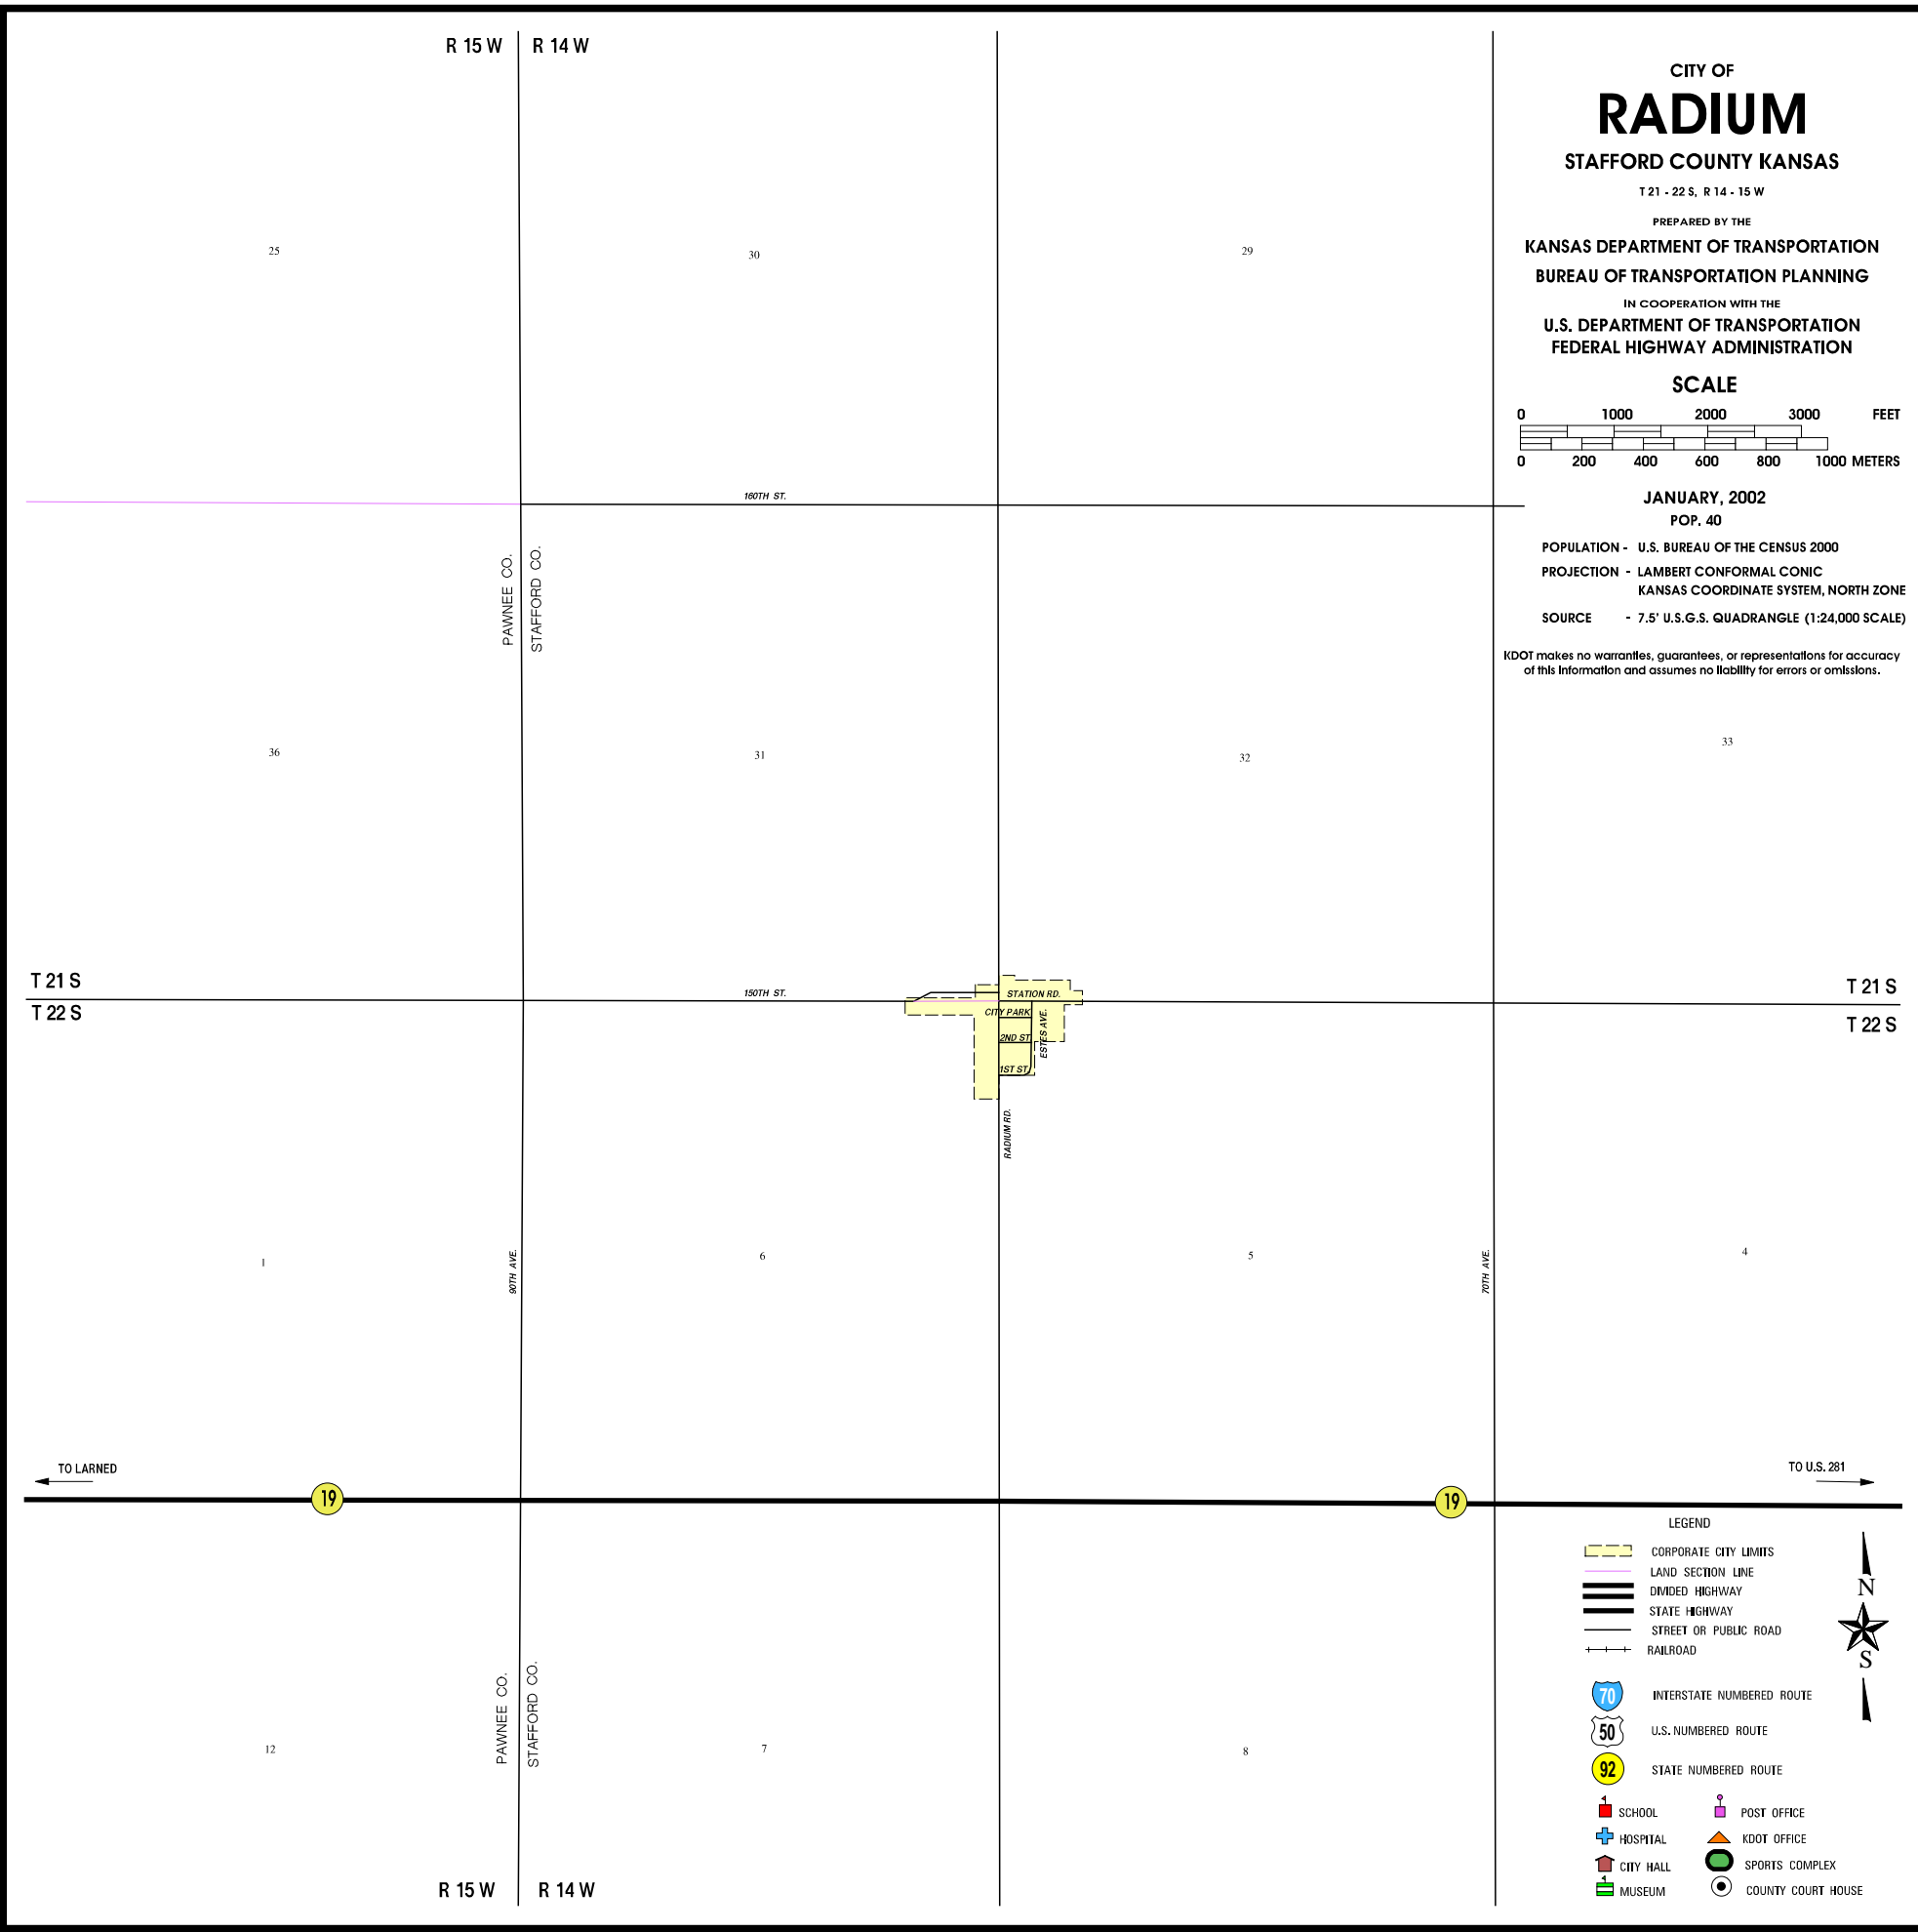 R 15 W R 14 W
CITY OF
RADIUM
STAFFORD COUNTY KANSAS
T 21 - 22 S, R 14 - 15 W
PREPARED BY THE
KANSAS DEPARTMENT OF TRANSPORTATION
BUREAU OF TRANSPORTATION PLANNING
IN COOPERATION WITH THE
U.S. DEPARTMENT OF TRANSPORTATION
FEDERAL HIGHWAY ADMINISTRATION
SCALE
0 1000 2000 3000 FEET
0 200 400 600 800 1000 METERS
JANUARY, 2002
POP. 40
POPULATION - U.S. BUREAU OF THE CENSUS 2000
PROJECTION - LAMBERT CONFORMAL CONIC
KANSAS COORDINATE SYSTEM, NORTH ZONE
SOURCE - 7.5' U.S.G.S. QUADRANGLE (1:24,000 SCALE)
KDOT makes no warranties, guarantees, or representations for accuracy
of this information and assumes no liability for errors or omissions.
25 30 29
160TH ST.
PAWNEE CO.
STAFFORD CO.
36 31 32 33
T 21 S
T 22 S
150TH ST.
STATION RD.
CITY PARK
2ND ST
1ST ST.
ESTES AVE.
RADIUM RD.
T 21 S
T 22 S
1 6 5 4
90TH AVE.
70TH AVE.
TO LARNED
TO U.S. 281
19 19
PAWNEE CO.
STAFFORD CO.
12 7 8
R 15 W R 14 W
LEGEND
CORPORATE CITY LIMITS
LAND SECTION LINE
DIVIDED HIGHWAY
STATE HIGHWAY
STREET OR PUBLIC ROAD
RAILROAD
N
S
70 INTERSTATE NUMBERED ROUTE
50 U.S. NUMBERED ROUTE
92 STATE NUMBERED ROUTE
SCHOOL POST OFFICE
HOSPITAL KDOT OFFICE
CITY HALL SPORTS COMPLEX
MUSEUM COUNTY COURT HOUSE